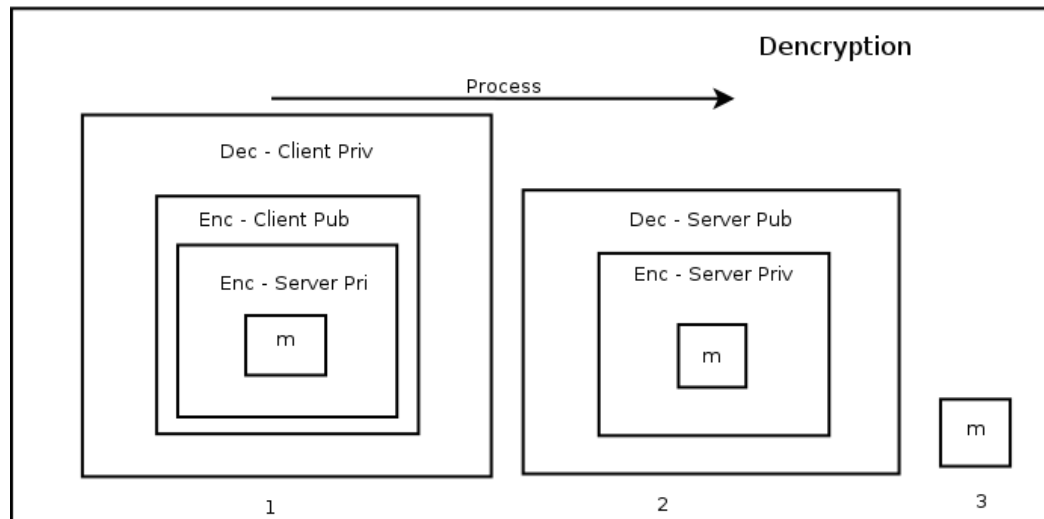 Dencryption
Process
Dec - Client Priv
Enc - Client Pub
Enc - Server Pri
m
Dec - Server Pub
Enc - Server Priv
m
m
1
2
3